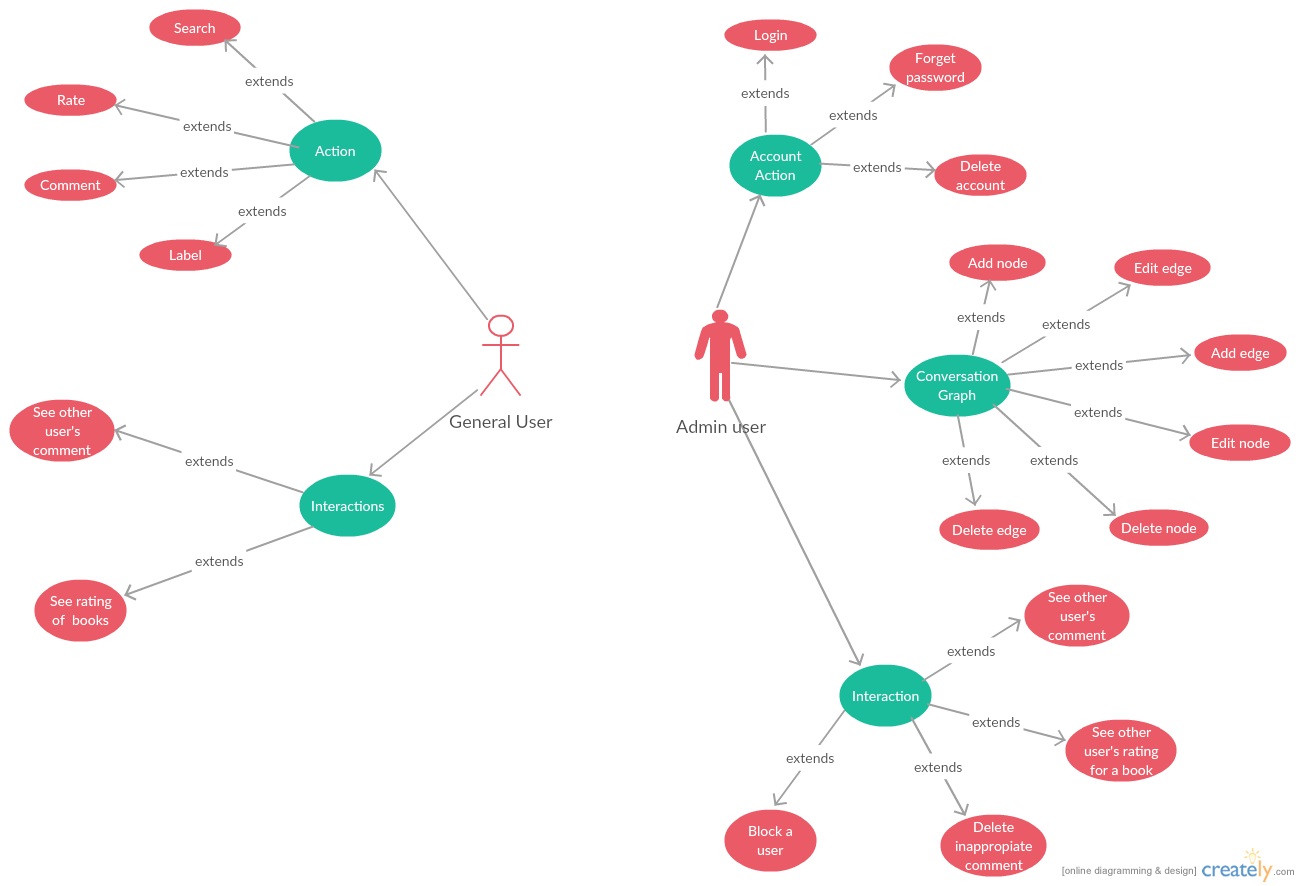 Search
extends
Rate
extends
Action
extends
Comment
extends
Label
General User
See other
user's
comment
extends
Interactions
extends
See rating
of books
Login
Forget
password
extends
extends
Account
Action
extends
Delete
account
Add node
Edit edge
extends
extends
Add edge
extends
Conversation
Graph
extends
Edit node
Admin user
extends
extends
Delete edge
Delete node
See other
user's
comment
extends
Interaction
extends
See other
user's rating
for a book
extends
extends
Block a
user
Delete
inappropiate
comment
[online diagramming & design] creately.com